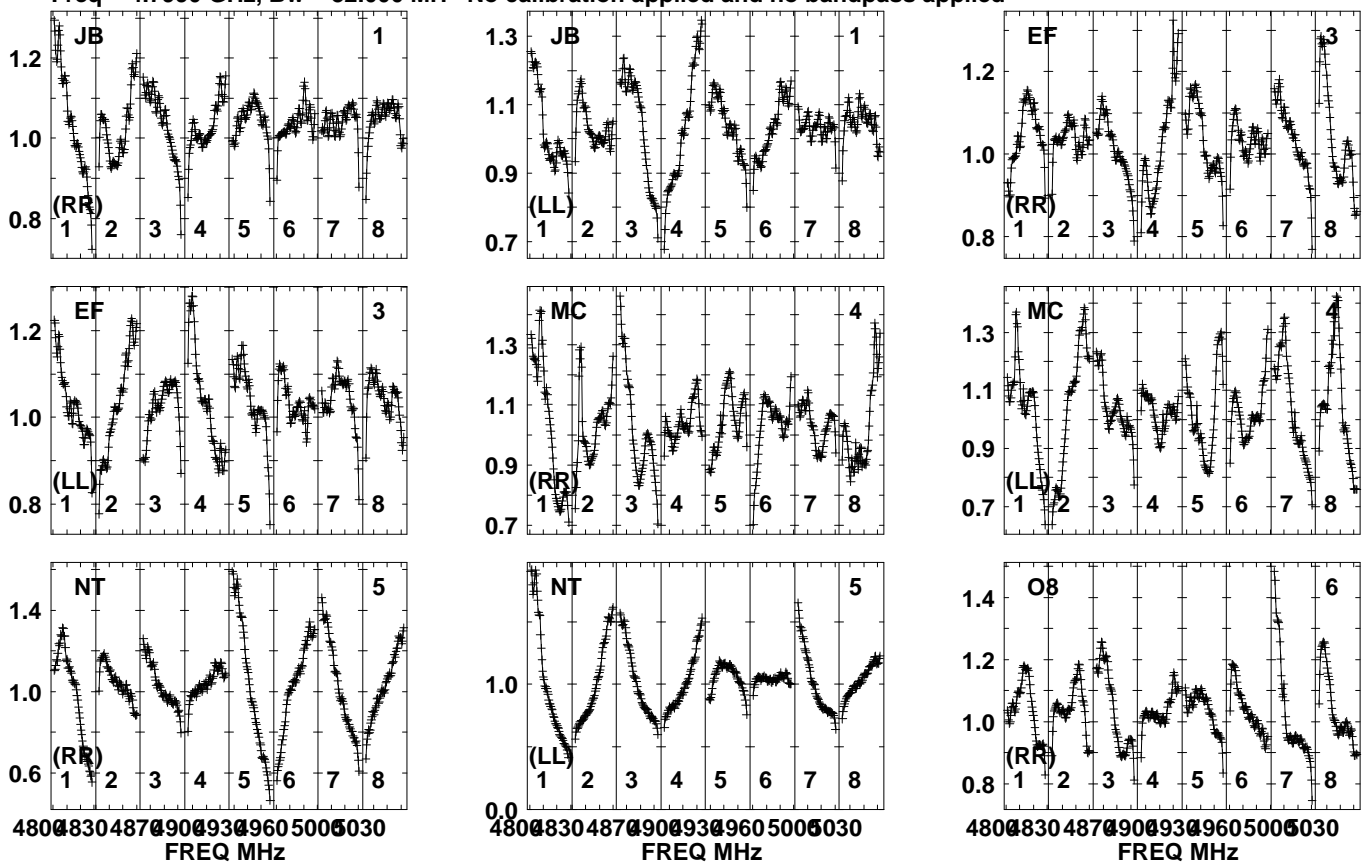 Freq = GHz, Bw = MH No calibration applied and no bandpass applied
JB 1
1.2
1.0
0.8
(RR)
1 2 3 4 5 6 7 8
JB 1
1.3
1.1
0.9
0.7
(LL)
1 2 3 4 5 6 7 8
EF 3
1.2
1.0
0.8
(RR)
1 2 3 4 5 6 7 8
EF 3
1.2
1.0
0.8
(LL)
1 2 3 4 5 6 7 8
MC 4
1.3
1.1
0.9
0.7
(RR)
1 2 3 4 5 6 7 8
MC 4
1.3
1.1
0.9
0.7
(LL)
1 2 3 4 5 6 7 8
NT 5
1.4
1.0
0.6
(RR)
1 2 3 4 5 6 7 8
4800 4830 4870 4900 4930 4960 5000 5030
FREQ MHz
NT 5
1.0
0.0
(LL)
1 2 3 4 5 6 7 8
4800 4830 4870 4900 4930 4960 5000 5030
FREQ MHz
O8 6
1.4
1.2
1.0
0.8
(RR)
1 2 3 4 5 6 7 8
4800 4830 4870 4900 4930 4960 5000 5030
FREQ MHz